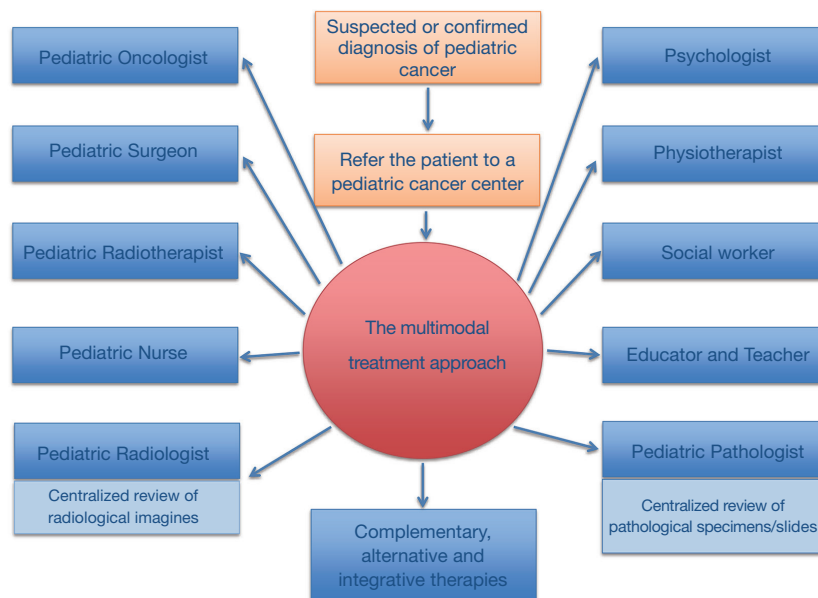 Suspected or confirmed
diagnosis of pediatric
cancer
Refer the patient to a
pediatric cancer center
Pediatric Oncologist
Pediatric Surgeon
Pediatric Radiotherapist
Pediatric Nurse
Pediatric Radiologist
Centralized review of
radiological imagines
The multimodal
treatment approach
Complementary,
alternative and
integrative therapies
Psychologist
Physiotherapist
Social worker
Educator and Teacher
Pediatric Pathologist
Centralized review of
pathological specimens/slides